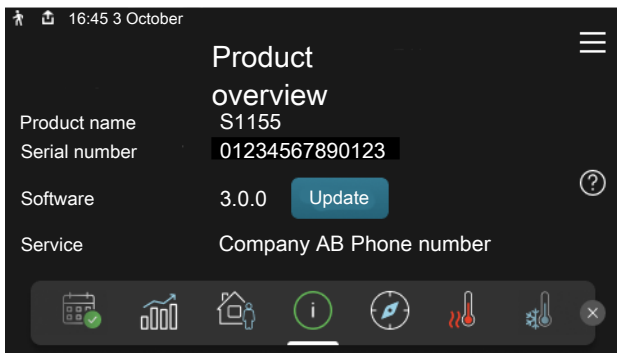 16:45 3 October
Product
overview
Product name S1155
Serial number 01234567890123
Software 3.0.0 Update
Service Company AB Phone number